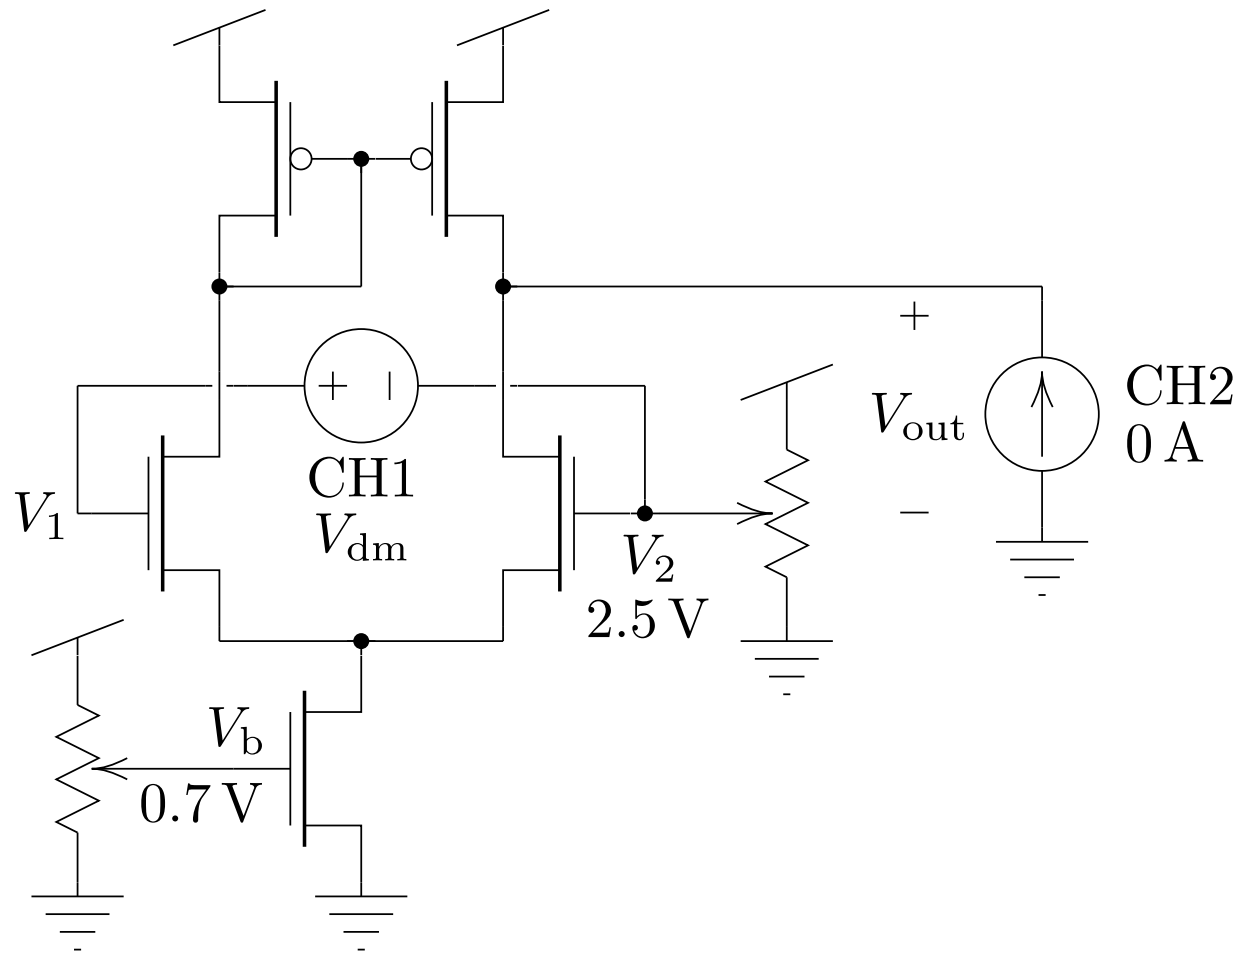 CH2
0 A
V_out
+
−
CH1
V_dm
+ −
V_1
V_2
2.5 V
V_b
0.7 V